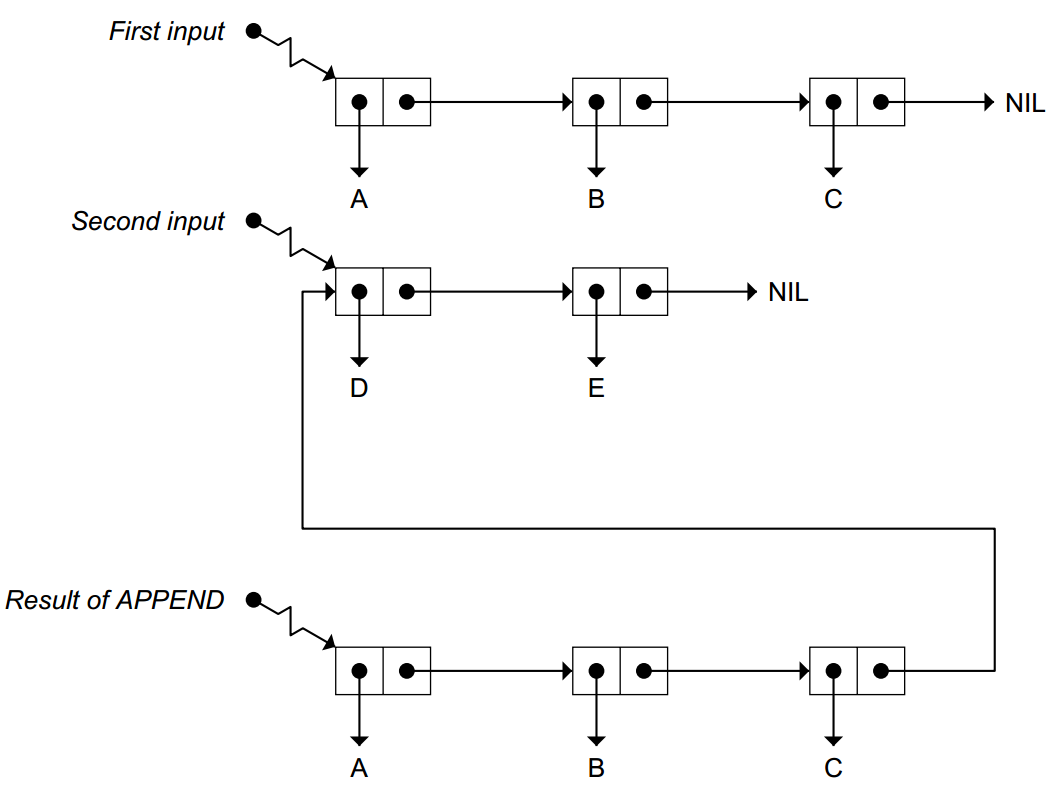 First input
NIL
A B C
Second input
NIL
D E
Result of APPEND
A B C